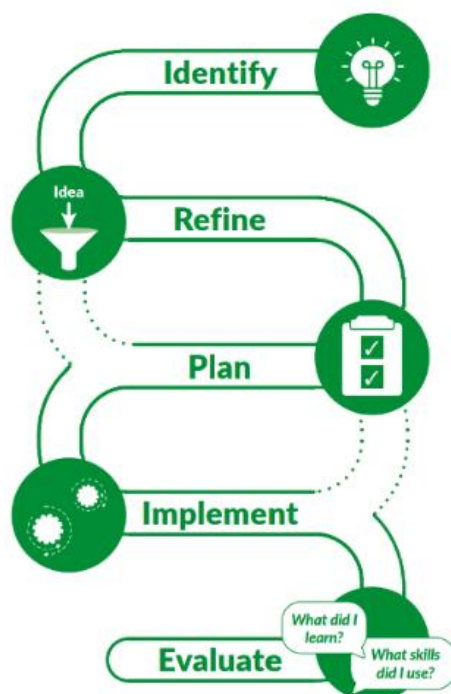 Identify
Idea
Refine
Plan
Implement
Evaluate
What did I
learn?
What skills
did I use?